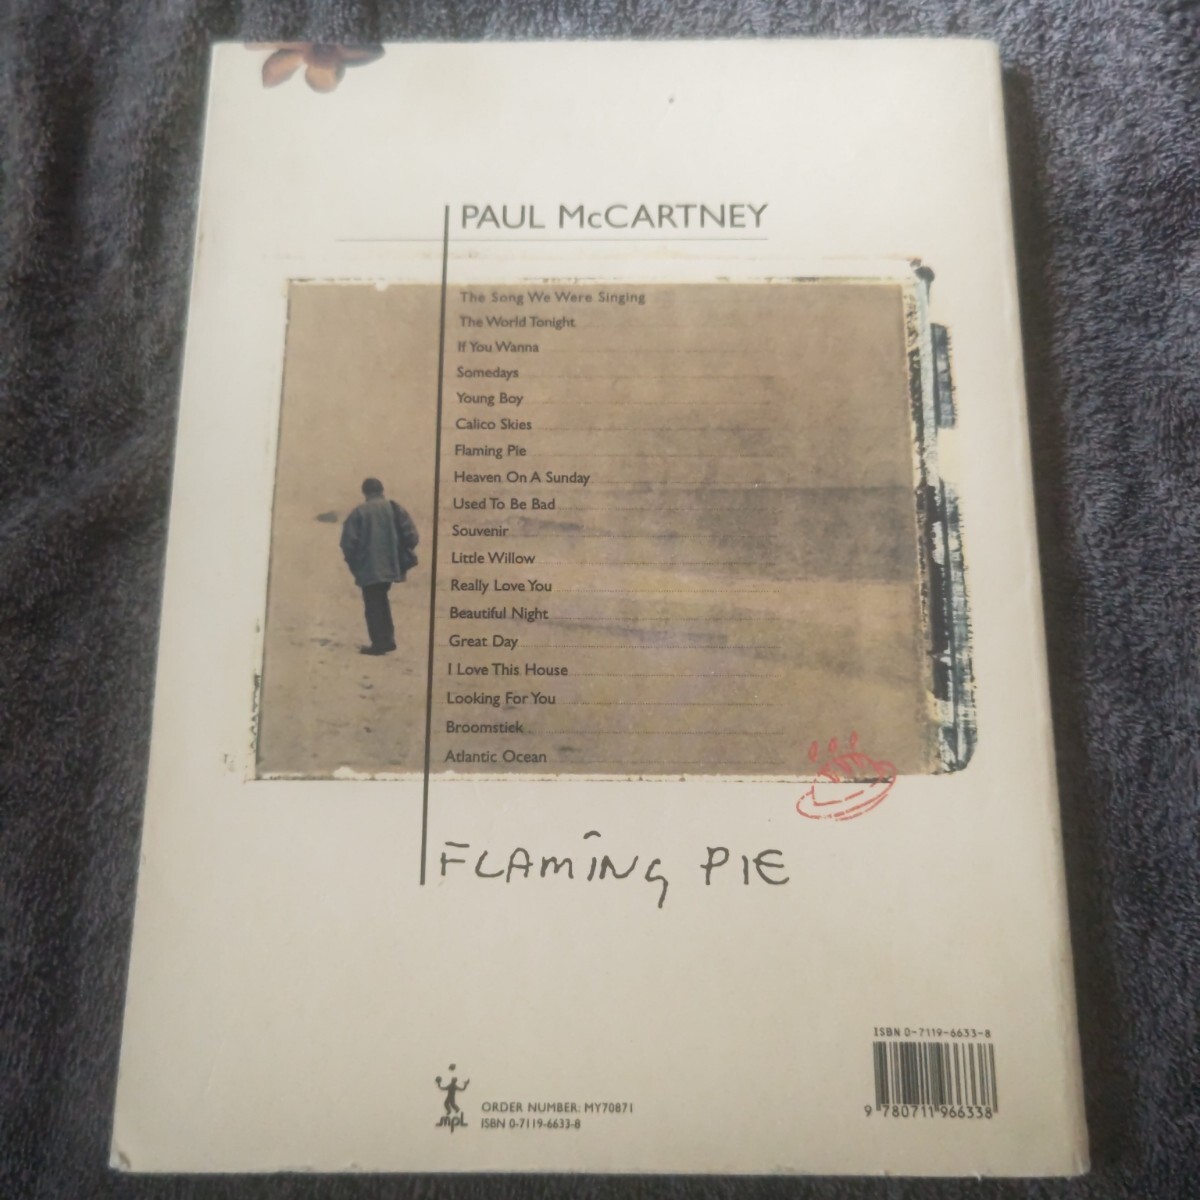 PAUL McCARTNEY
The Song We Were Singing
The World Tonight
If You Wanna
Somedays
Young Boy
Calico Skies
Flaming Pie
Heaven On A Sunday
Used To Be Bad
Souvenir
Little Willow
Really Love You
Beautiful Night
Great Day
I Love This House
Looking For You
Broomstick
Atlantic Ocean
FLAMING PIE
ISBN 0-7119-6633-8
9 780711 966338
mpl
ORDER NUMBER: MY70871
ISBN 0-7119-6633-8